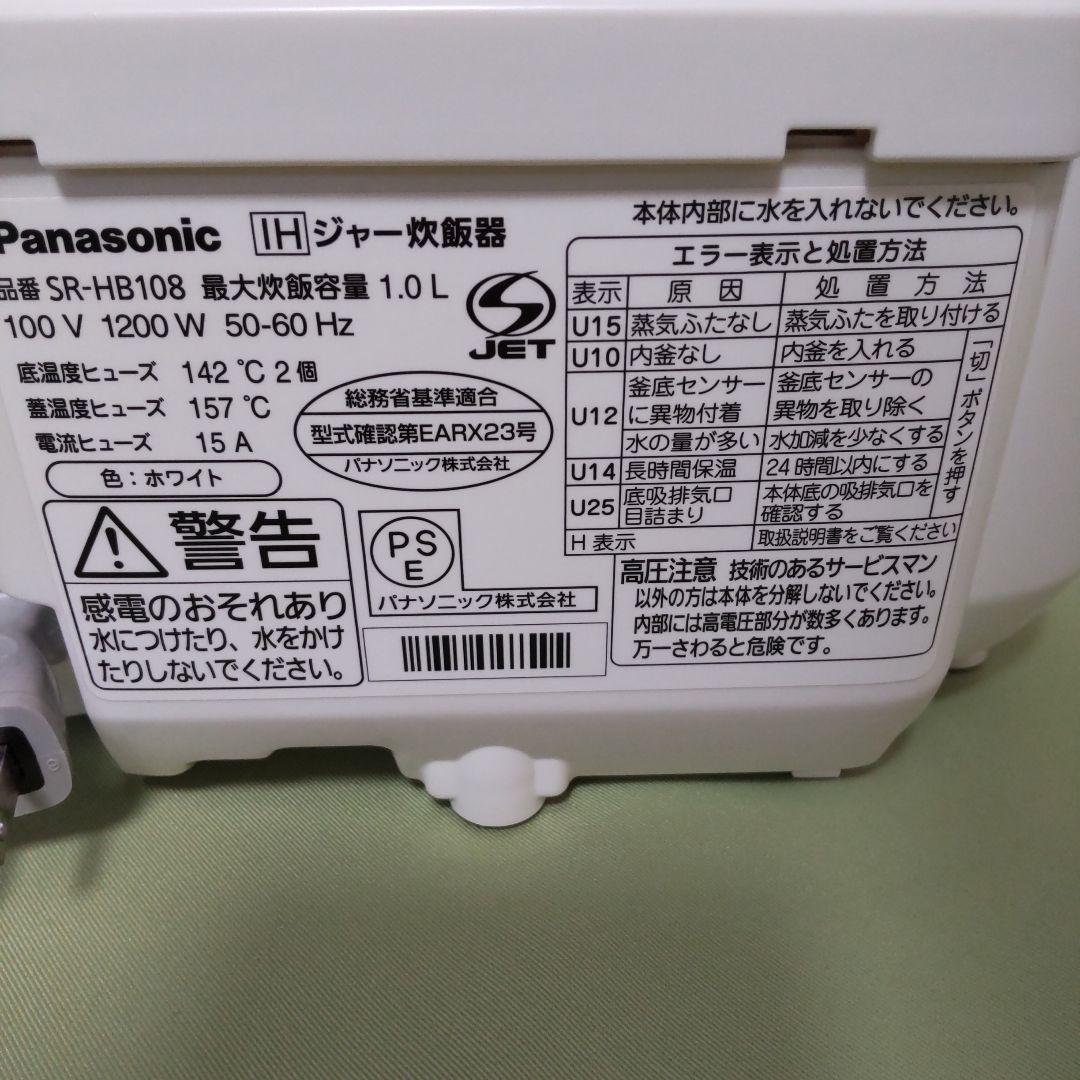 Panasonic IH ジャー炊飯器
品番 SR-HB108 最大炊飯容量 1.0 L
100 V 1200 W 50-60 Hz
底温度ヒューズ 142 ℃ 2個
蓋温度ヒューズ 157 ℃
電流ヒューズ 15 A
色:ホワイト
JET
総務省基準適合
型式確認第EARX23号
パナソニック株式会社
警告
感電のおそれあり
水につけたり、水をかけ
たりしないでください。
PS
E
パナソニック株式会社
本体内部に水を入れないでください。
エラー表示と処置方法
表示 原因 処置方法
U15 蒸気ふたなし 蒸気ふたを取り付ける
U10 内釜なし 内釜を入れる
U12 釜底センサーに異物付着 釜底センサーの異物を取り除く
水の量が多い 水加減を少なくする
U14 長時間保温 24時間以内にする
U25 底吸排気口目詰まり 本体底の吸排気口を確認する
「切」ボタンを押す
H 表示 取扱説明書をご覧ください
高圧注意 技術のあるサービスマン
以外の方は本体を分解しないでください。
内部には高電圧部分が数多くあります。
万一さわると危険です。